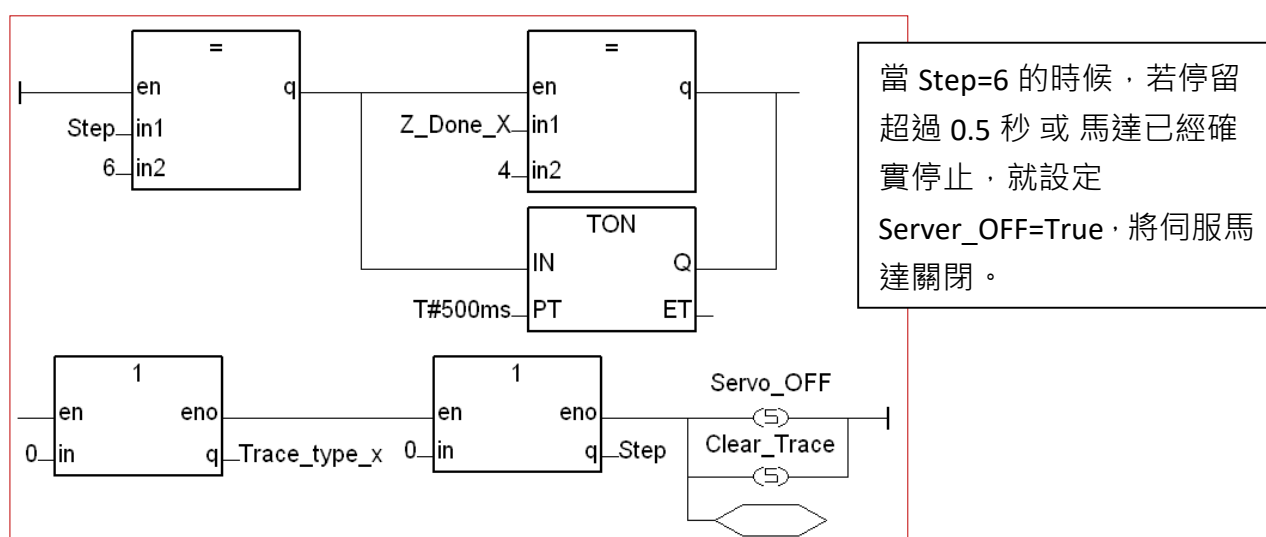 =
=
en
q
en
q
Step
in1
Z_Done_X
in1
6
in2
4
in2
TON
IN
Q
T#500ms
PT
ET
當 Step=6 的時候，若停留
超過 0.5 秒 或 馬達已經確
實停止，就設定
Server_OFF=True，將伺服馬
達關閉。
1
1
Servo_OFF
en
eno
en
eno
S
0
in
q
Trace_type_x
0
in
q
Step
Clear_Trace
S